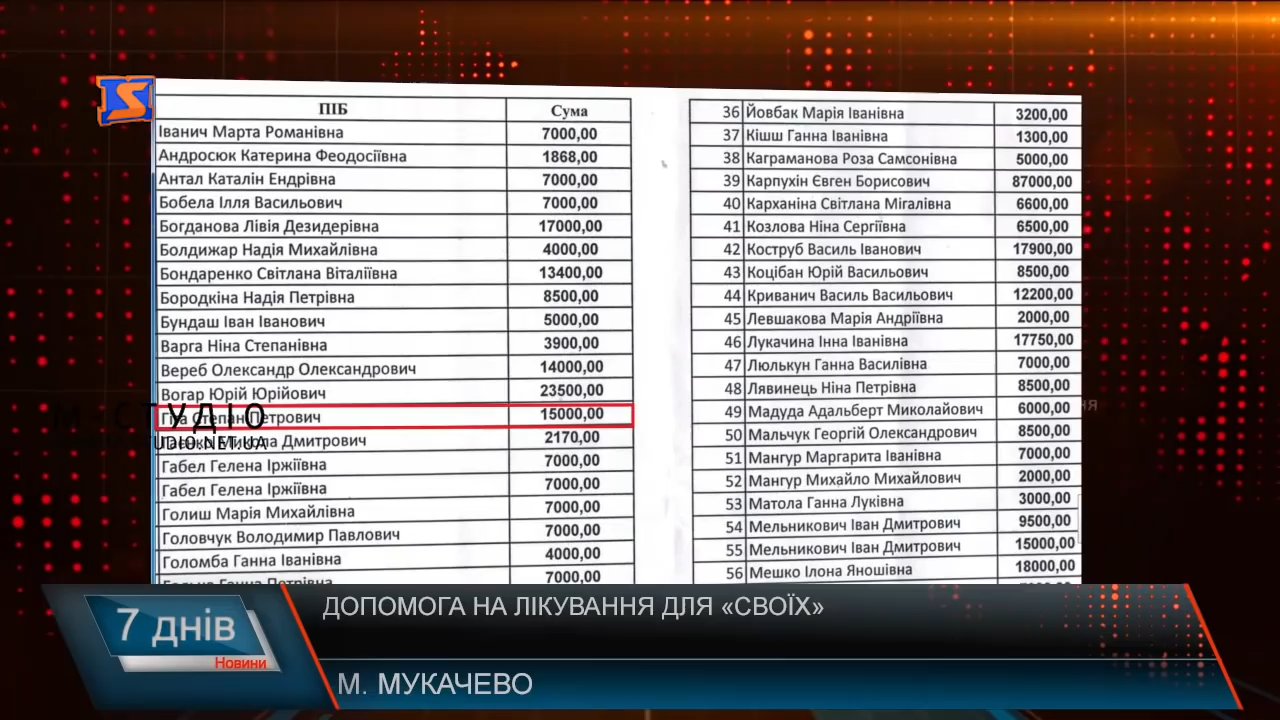 ПІБ Сума
Іванич Марта Романівна 7000,00
Андросюк Катерина Феодосіївна 1868,00
Антал Каталін Ендрівна 7000,00
Бобела Ілля Васильович 7000,00
Богданова Лівія Дезидерівна 17000,00
Болдижар Надія Михайлівна 4000,00
Бондаренко Світлана Віталіївна 13400,00
Бородкіна Надія Петрівна 8500,00
Бундаш Іван Іванович 5000,00
Варга Ніна Степанівна 3900,00
Вереб Олександр Олександрович 14000,00
Вогар Юрій Юрійович 23500,00
Петрович 15000,00
Микола Дмитрович 2170,00
Габел Гелена Іржіївна 7000,00
Габел Гелена Іржіївна 7000,00
Голиш Марія Михайлівна 7000,00
Головчук Володимир Павлович 7000,00
Голомба Ганна Іванівна 4000,00
Ганна Петрівна 7000,00
36 Йовбак Марія Іванівна 3200,00
37 Кішш Ганна Іванівна 1300,00
38 Каграманова Роза Самсонівна 5000,00
39 Карпухін Євген Борисович 87000,00
40 Карханіна Світлана Мігалівна 6600,00
41 Козлова Ніна Сергіївна 6500,00
42 Коструб Василь Іванович 17900,00
43 Коцібан Юрій Васильович 8500,00
44 Криванич Василь Васильович 12200,00
45 Левшакова Марія Андріївна 2000,00
46 Лукачина Інна Іванівна 17750,00
47 Люлькун Ганна Василівна 7000,00
48 Лявинець Ніна Петрівна 8500,00
49 Мадуда Адальберт Миколайович 6000,00
50 Мальчук Георгій Олександрович 8500,00
51 Мангур Маргарита Іванівна 7000,00
52 Мангур Михайло Михайлович 2000,00
53 Матола Ганна Луківна 3000,00
54 Мельникович Іван Дмитрович 9500,00
55 Мельникович Іван Дмитрович 15000,00
56 Мешко Ілона Яношівна 18000,00
М СТУДІО
UDIO.NET.UA
7 днів
Новини
ДОПОМОГА НА ЛІКУВАННЯ ДЛЯ «СВОЇХ»
М. МУКАЧЕВО